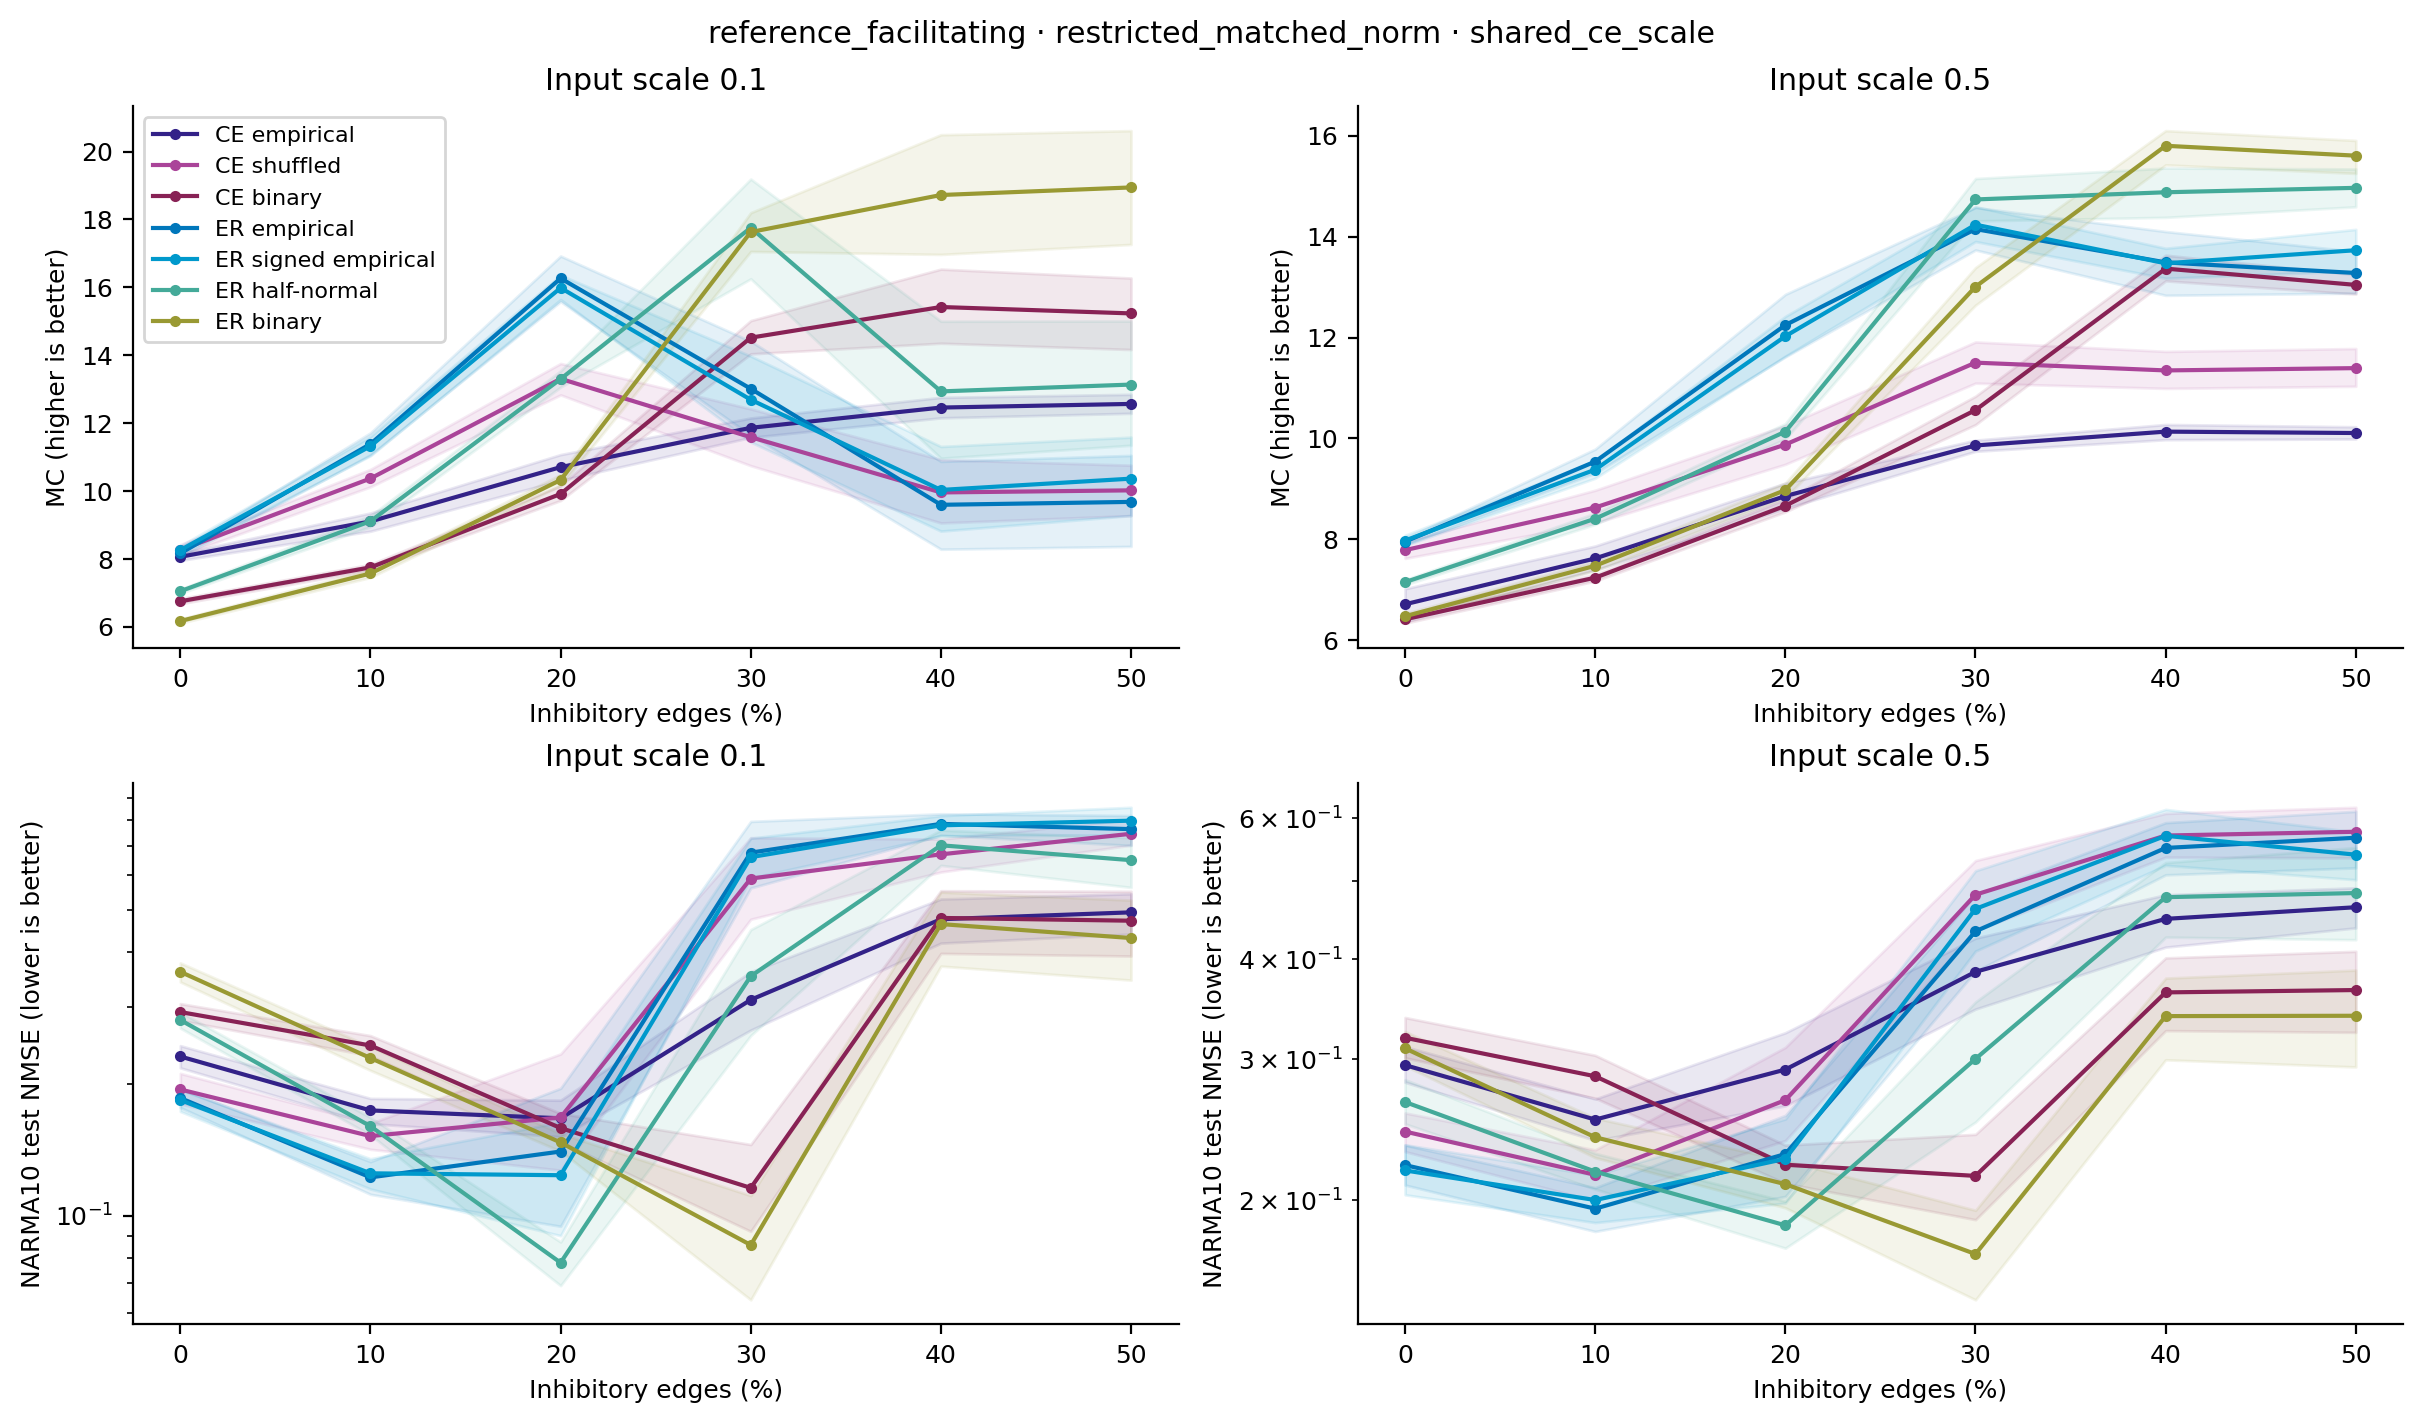 reference_facilitating · restricted_matched_norm · shared_ce_scale
Input scale 0.1
MC (higher is better)
20
18
16
14
12
10
8
6
CE empirical
CE shuffled
CE binary
ER empirical
ER signed empirical
ER half-normal
ER binary
0 10 20 30 40 50
Inhibitory edges (%)
Input scale 0.5
MC (higher is better)
16
14
12
10
8
6
0 10 20 30 40 50
Inhibitory edges (%)
Input scale 0.1
NARMA10 test NMSE (lower is better)
10⁻¹
0 10 20 30 40 50
Inhibitory edges (%)
Input scale 0.5
NARMA10 test NMSE (lower is better)
6 × 10⁻¹
4 × 10⁻¹
3 × 10⁻¹
2 × 10⁻¹
0 10 20 30 40 50
Inhibitory edges (%)